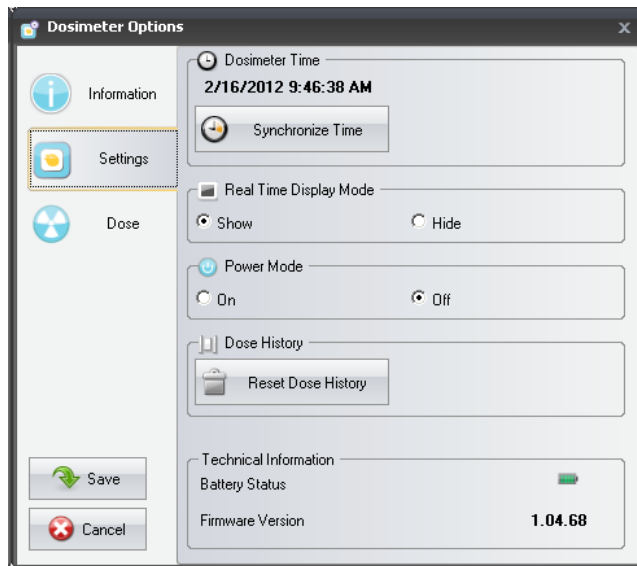 Dosimeter Options
x
Information
Settings
Dose
Save
Cancel
Dosimeter Time
2/16/2012 9:46:38 AM
Synchronize Time
Real Time Display Mode
Show Hide
Power Mode
On Off
Dose History
Reset Dose History
Technical Information
Battery Status
Firmware Version 1.04.68